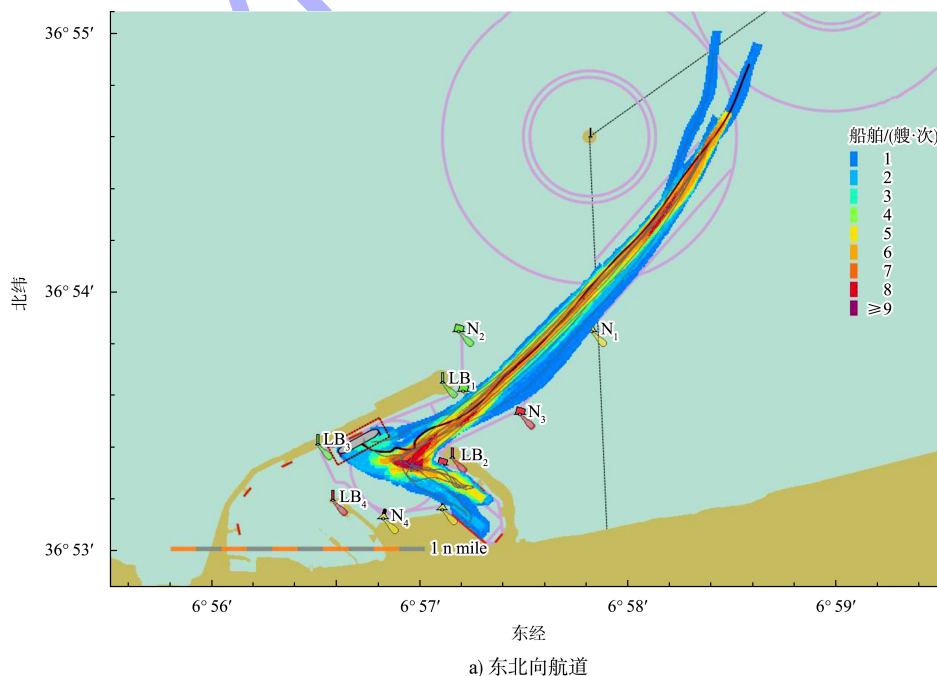 36°55′
船舶/(艘·次)
1
2
3
4
5
6
7
8
≥9
北纬
36°54′
N₂
N₁
LB₁
N₃
LB₃
LB₂
LB₄
N₄
36°53′
1 n mile
6°56′
6°57′
6°58′
6°59′
东经
a) 东北向航道